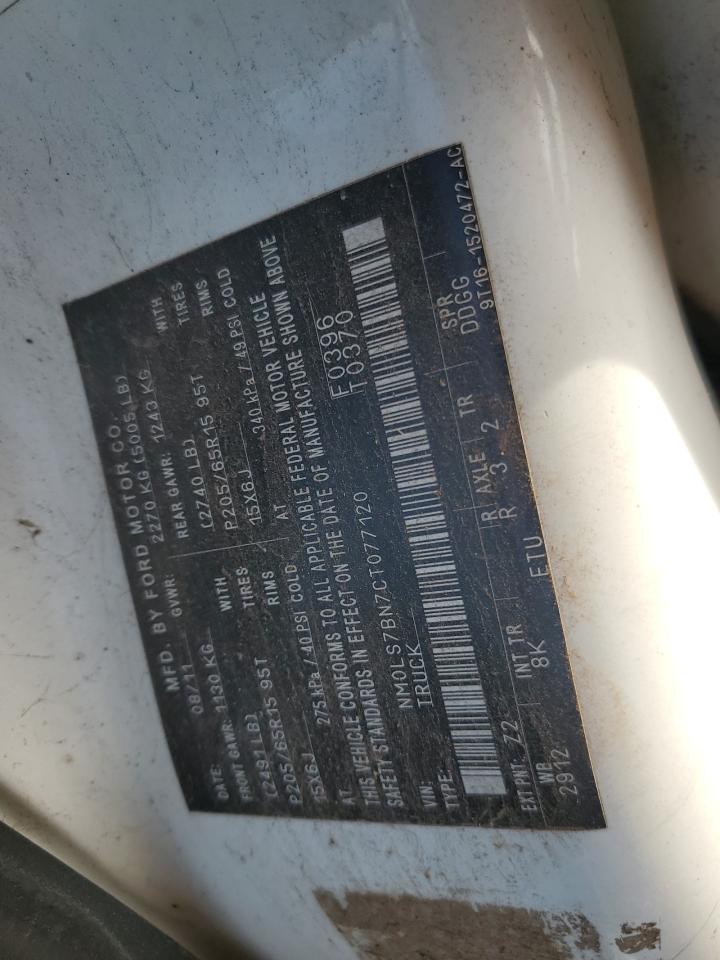 MFD. BY FORD MOTOR CO.
DATE: 08/11 GVWR: 2270 KG (5005 LB)
FRONT GAWR: 1130 KG REAR GAWR: 1243 KG
(2491 LB) WITH (2740 LB) WITH
P205/65R15 95T TIRES P205/65R15 95T TIRES
15X6J RIMS 15X6J RIMS
AT 275 kPa / 40 PSI COLD AT 340 kPa / 49 PSI COLD
THIS VEHICLE CONFORMS TO ALL APPLICABLE FEDERAL MOTOR VEHICLE
SAFETY STANDARDS IN EFFECT ON THE DATE OF MANUFACTURE SHOWN ABOVE
VIN: NM0LS7BN7CT077120 F0396
TYPE: TRUCK T0370
EXT PNT: Z2 R AXLE TR SPR
WB INT TR R 3 2 DDGG
2912 8K ETU 9T16-1520472-AC